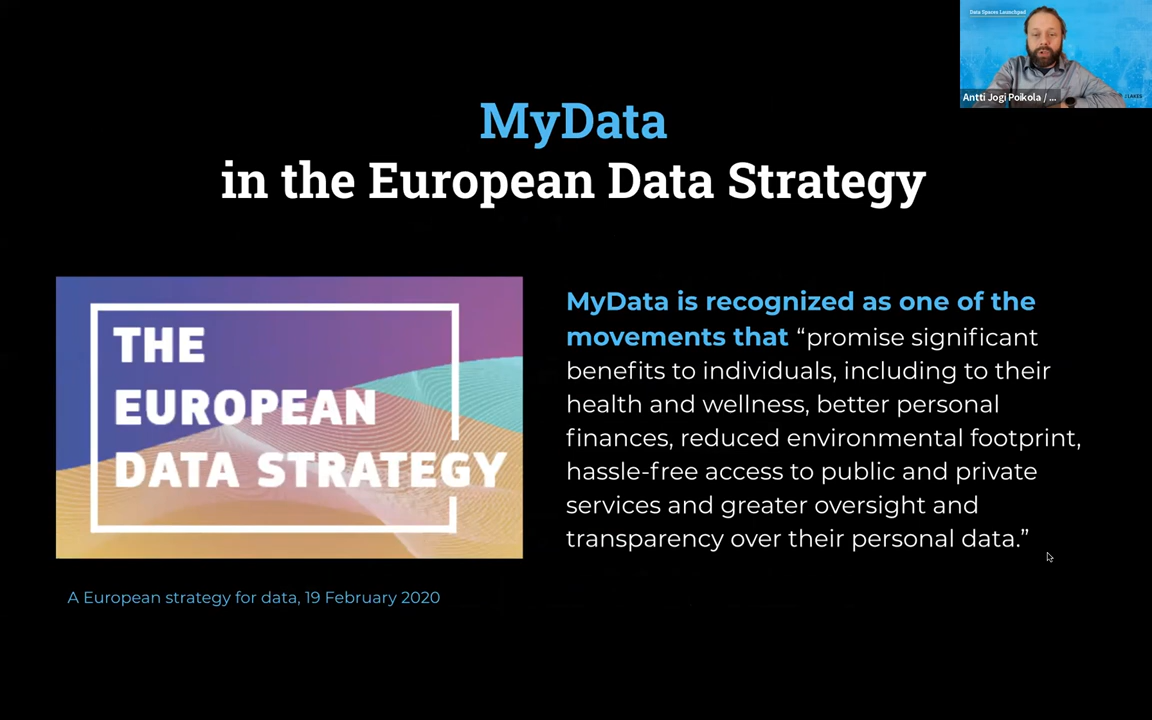 Data Spaces Launchpad
Antti Jogi Poikola / ...
MyData
in the European Data Strategy
THE
EUROPEAN
DATA STRATEGY
MyData is recognized as one of the
movements that “promise significant
benefits to individuals, including to their
health and wellness, better personal
finances, reduced environmental footprint,
hassle-free access to public and private
services and greater oversight and
transparency over their personal data.”
A European strategy for data, 19 February 2020